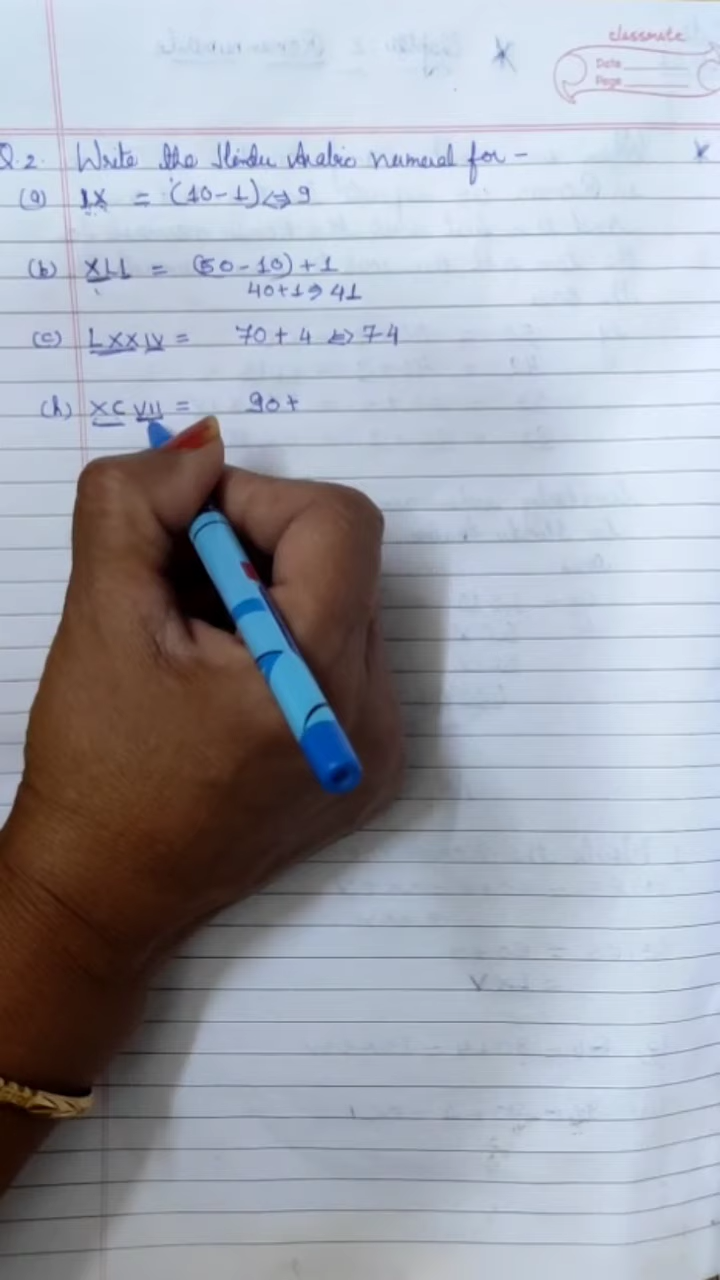 classmate
Date
Page
Q.2. Write the Hindu Arabic numeral for -
(a) IX = (10-1) ⇔ 9
(b) XLI = (50-10)+1
40+1 ⇒ 41
(c) LXXIV = 70+4 ⇔ 74
(h) XCVII = 90+